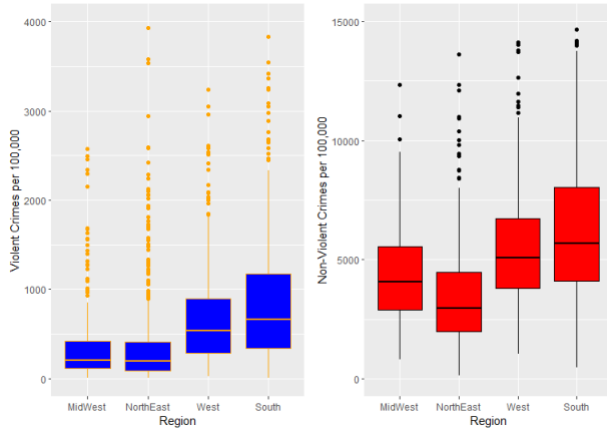 Violent Crimes per 100,000
4000
3000
2000
1000
0
MidWest NorthEast West South
Region
Non-Violent Crimes per 100,000
15000
10000
5000
0
MidWest NorthEast West South
Region